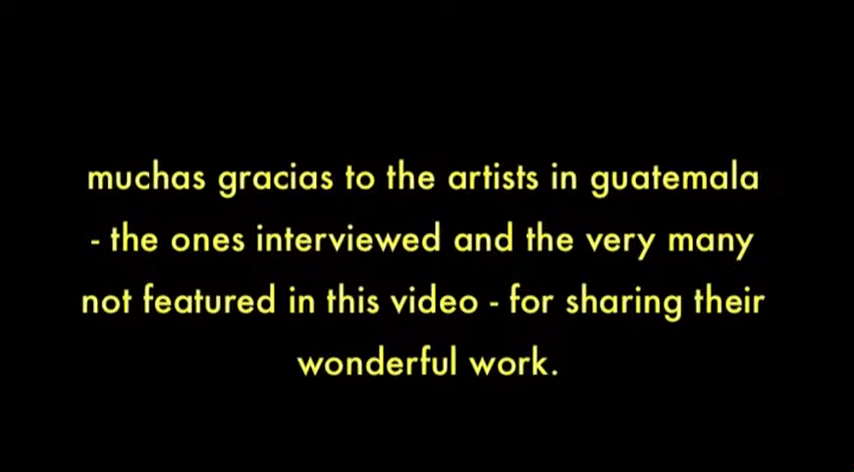 muchas gracias to the artists in guatemala
- the ones interviewed and the very many
not featured in this video - for sharing their
wonderful work.